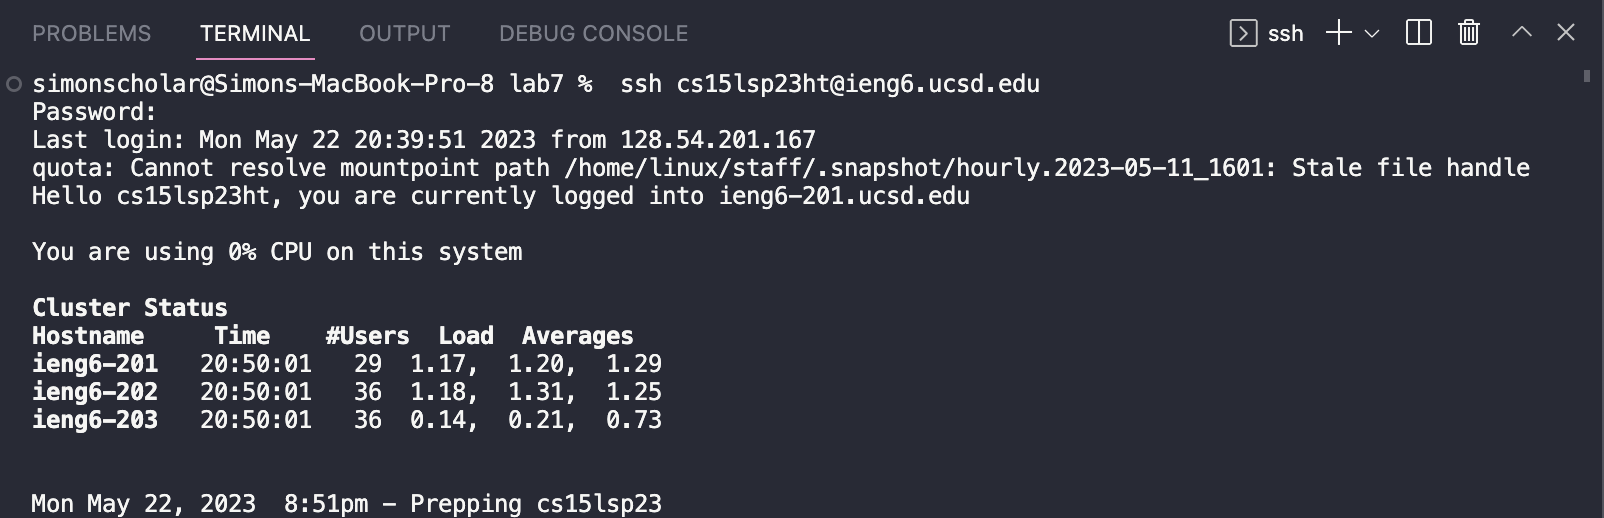 PROBLEMS TERMINAL OUTPUT DEBUG CONSOLE ssh
simonscholar@Simons-MacBook-Pro-8 lab7 %  ssh cs15lsp23ht@ieng6.ucsd.edu
Password:
Last login: Mon May 22 20:39:51 2023 from 128.54.201.167
quota: Cannot resolve mountpoint path /home/linux/staff/.snapshot/hourly.2023-05-11_1601: Stale file handle
Hello cs15lsp23ht, you are currently logged into ieng6-201.ucsd.edu
You are using 0% CPU on this system
Cluster Status
Hostname     Time    #Users  Load  Averages
ieng6-201   20:50:01   29  1.17,  1.20,  1.29
ieng6-202   20:50:01   36  1.18,  1.31,  1.25
ieng6-203   20:50:01   36  0.14,  0.21,  0.73
Mon May 22, 2023  8:51pm - Prepping cs15lsp23